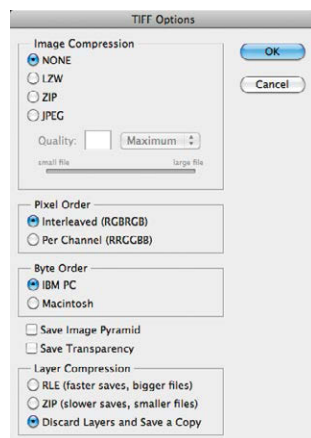 TIFF Options
Image Compression
NONE
LZW
ZIP
JPEG
Quality:
Maximum
small file
large file
OK
Cancel
Pixel Order
Interleaved (RGBRGB)
Per Channel (RRGGBB)
Byte Order
IBM PC
Macintosh
Save Image Pyramid
Save Transparency
Layer Compression
RLE (faster saves, bigger files)
ZIP (slower saves, smaller files)
Discard Layers and Save a Copy